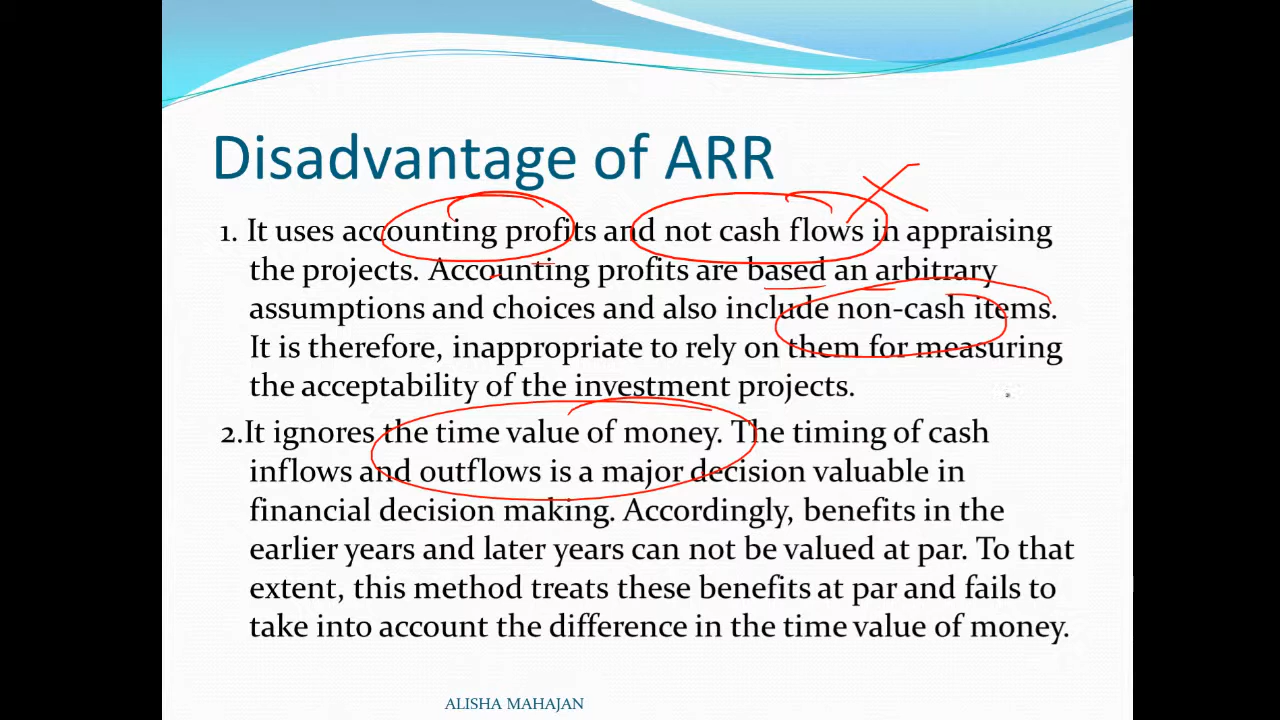 Disadvantage of ARR
1. It uses accounting profits and not cash flows in appraising
the projects. Accounting profits are based an arbitrary
assumptions and choices and also include non-cash items.
It is therefore, inappropriate to rely on them for measuring
the acceptability of the investment projects.
2.It ignores the time value of money. The timing of cash
inflows and outflows is a major decision valuable in
financial decision making. Accordingly, benefits in the
earlier years and later years can not be valued at par. To that
extent, this method treats these benefits at par and fails to
take into account the difference in the time value of money.
ALISHA MAHAJAN